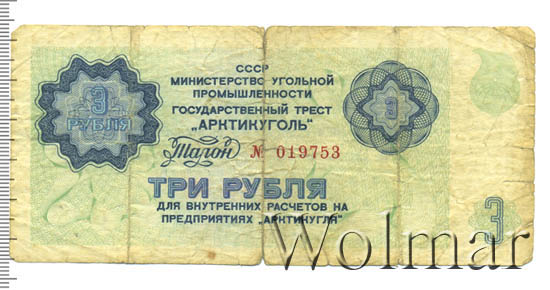 СССР
МИНИСТЕРСТВО УГОЛЬНОЙ
ПРОМЫШЛЕННОСТИ
ГОСУДАРСТВЕННЫЙ ТРЕСТ
„АРКТИКУГОЛЬ"
3
РУБЛЯ
3
Талон № 019753
ТРИ РУБЛЯ
ДЛЯ ВНУТРЕННИХ РАСЧЕТОВ НА
ПРЕДПРИЯТИЯХ „АРКТИКУГЛЯ"
3
Wolmar